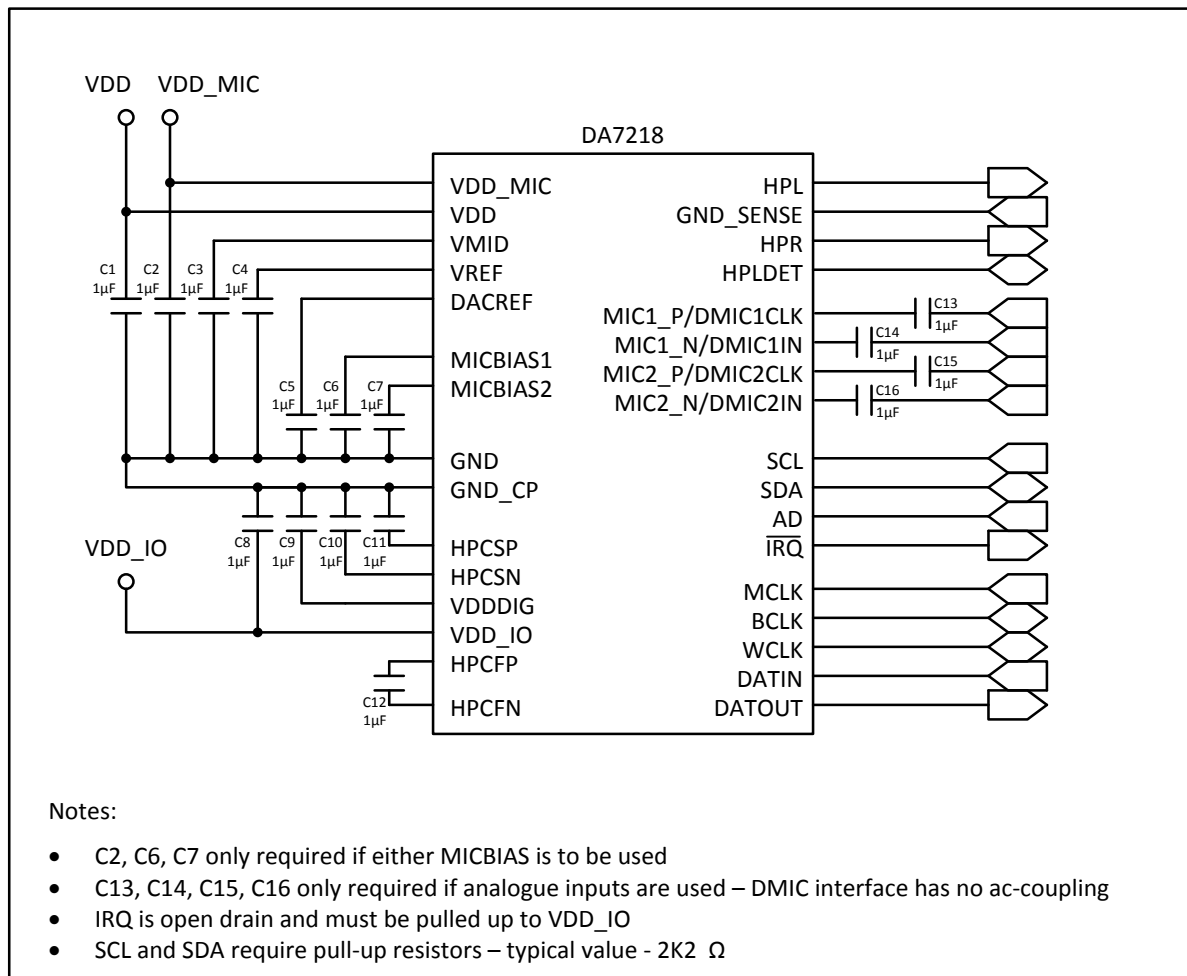 VDD VDD_MIC
DA7218
VDD_MIC
VDD
VMID
VREF
DACREF
MICBIAS1
MICBIAS2
GND
GND_CP
HPCSP
HPCSN
VDDDIG
VDD_IO
HPCFP
HPCFN
HPL
GND_SENSE
HPR
HPLDET
MIC1_P/DMIC1CLK
MIC1_N/DMIC1IN
MIC2_P/DMIC2CLK
MIC2_N/DMIC2IN
SCL
SDA
AD
IRQ
MCLK
BCLK
WCLK
DATIN
DATOUT
C1
1µF
C2
1µF
C3
1µF
C4
1µF
C5
1µF
C6
1µF
C7
1µF
C8
1µF
C9
1µF
C10
1µF
C11
1µF
VDD_IO
C12
1µF
C13
1µF
C14
1µF
C15
1µF
C16
1µF
Notes:
• C2, C6, C7 only required if either MICBIAS is to be used
• C13, C14, C15, C16 only required if analogue inputs are used – DMIC interface has no ac-coupling
• IRQ is open drain and must be pulled up to VDD_IO
• SCL and SDA require pull-up resistors – typical value - 2K2 Ω